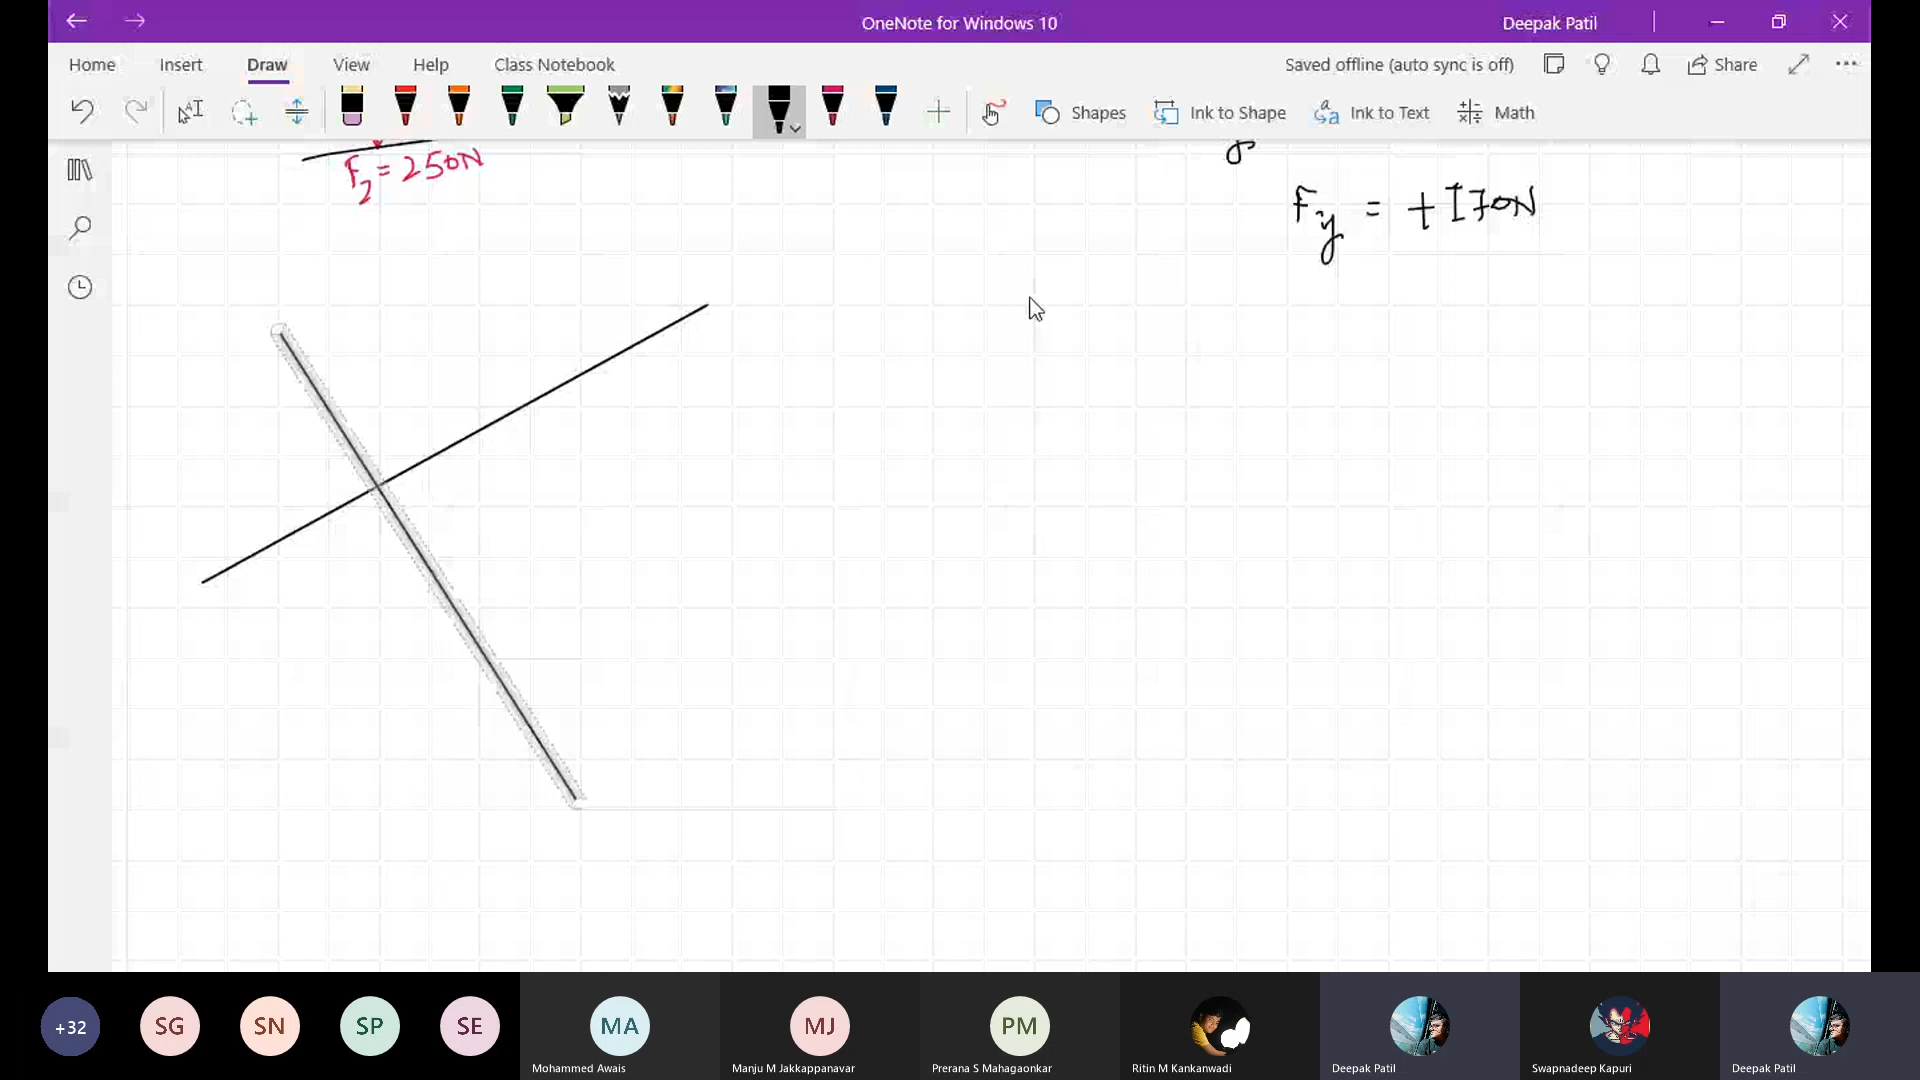 OneNote for Windows 10
Deepak Patil
Home Insert Draw View Help Class Notebook
Saved offline (auto sync is off) Share
Shapes Ink to Shape Ink to Text Math
F2 = 250N
Fy = +170N
+32 SG SN SP SE MA MJ PM
Mohammed Awais
Manju M Jakkappanavar
Prerana S Mahagaonkar
Ritin M Kankanwadi
Deepak Patil
Swapnadeep Kapuri
Deepak Patil